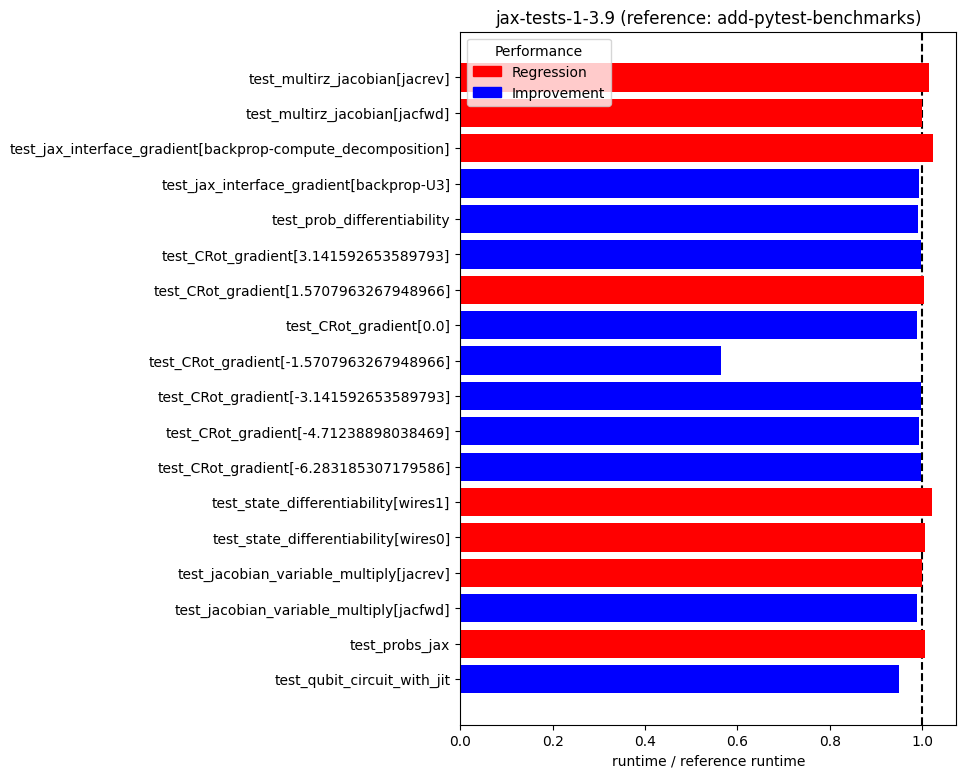 jax-tests-1-3.9 (reference: add-pytest-benchmarks)
Performance
Regression
Improvement
test_multirz_jacobian[jacrev]
test_multirz_jacobian[jacfwd]
test_jax_interface_gradient[backprop-compute_decomposition]
test_jax_interface_gradient[backprop-U3]
test_prob_differentiability
test_CRot_gradient[3.141592653589793]
test_CRot_gradient[1.5707963267948966]
test_CRot_gradient[0.0]
test_CRot_gradient[-1.5707963267948966]
test_CRot_gradient[-3.141592653589793]
test_CRot_gradient[-4.71238898038469]
test_CRot_gradient[-6.283185307179586]
test_state_differentiability[wires1]
test_state_differentiability[wires0]
test_jacobian_variable_multiply[jacrev]
test_jacobian_variable_multiply[jacfwd]
test_probs_jax
test_qubit_circuit_with_jit
0.0 0.2 0.4 0.6 0.8 1.0
runtime / reference runtime